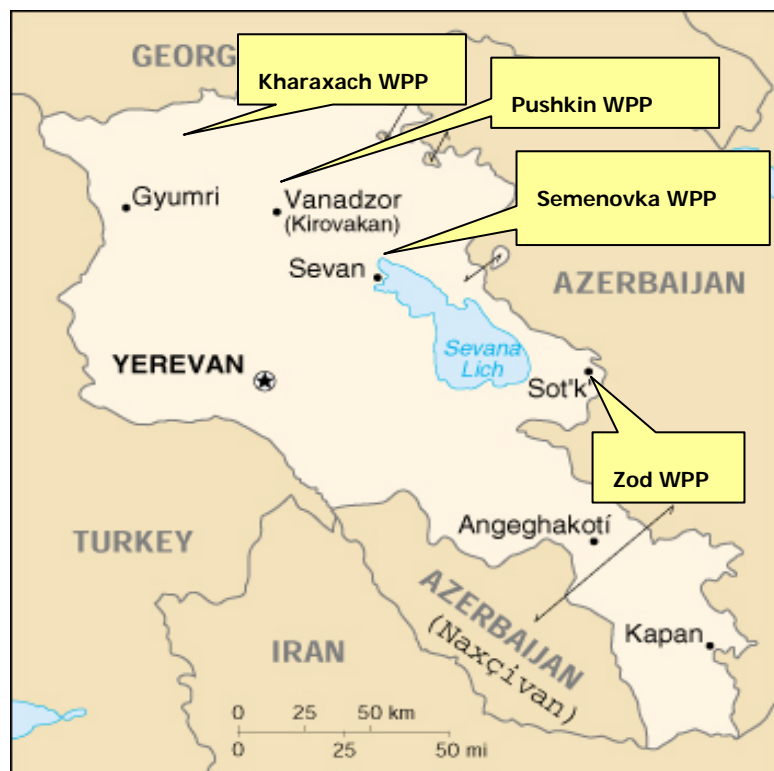 GEORG
Kharaxach WPP
Pushkin WPP
Gyumri
Vanadzor
(Kirovakan)
Semenovka WPP
Sevan
AZERBAIJAN
YEREVAN
Sevana
Lich
Sot'k'
Zod WPP
TURKEY
Angeghakotí
AZERBAIJAN
(Naxçivan)
IRAN
Kapan
0 25 50 km
0 25 50 mi